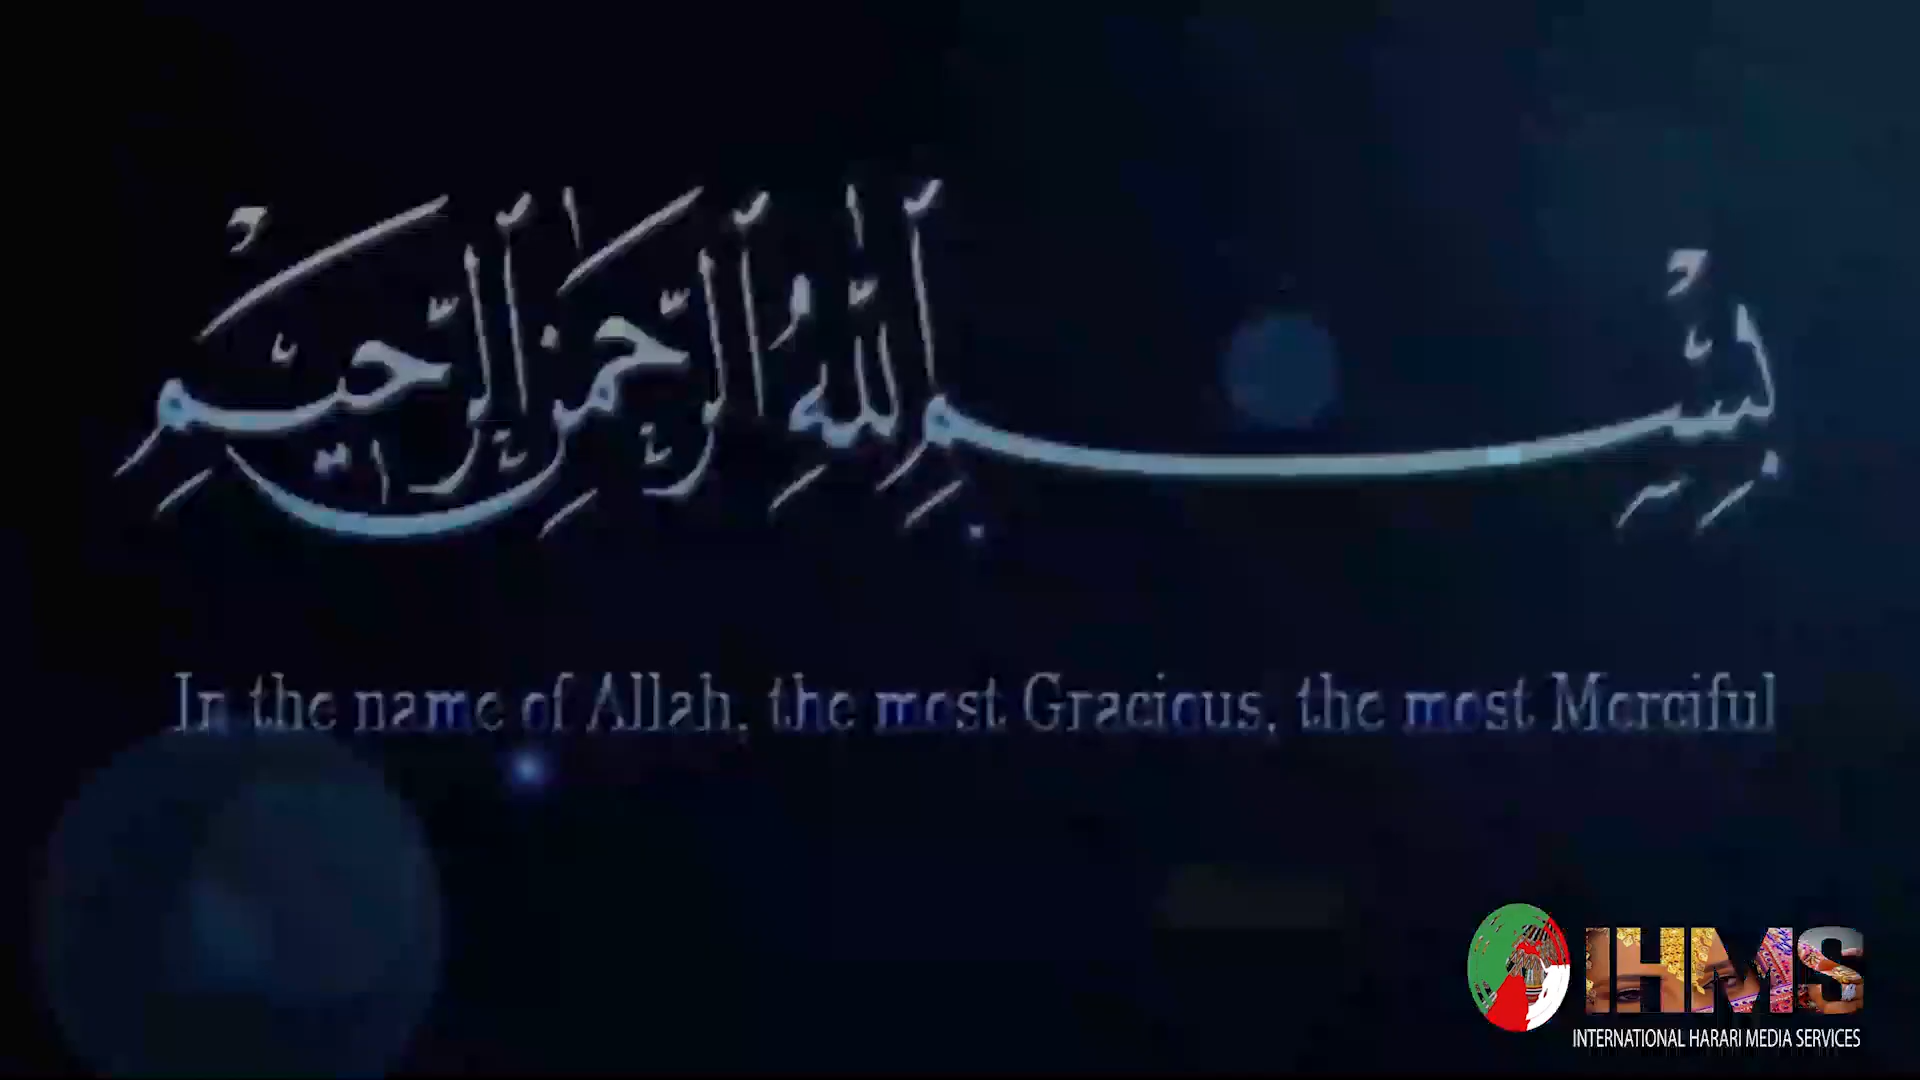 بِسْمِ ٱللَّٰهِ ٱلرَّحْمَٰنِ ٱلرَّحِيمِ
In the name of Allah, the most Gracious, the most Merciful
IHMS
INTERNATIONAL HARARI MEDIA SERVICES